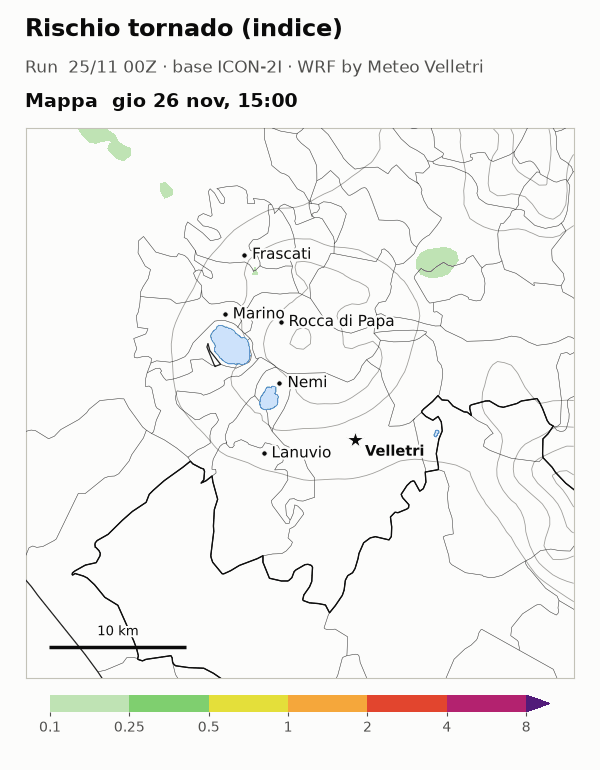 Rischio tornado (indice)
Run  25/11 00Z · base ICON-2I · WRF by Meteo Velletri
Mappa  gio 26 nov, 15:00
Frascati
Marino
Rocca di Papa
Nemi
Velletri
Lanuvio
10 km
0.1 0.25 0.5 1 2 4 8